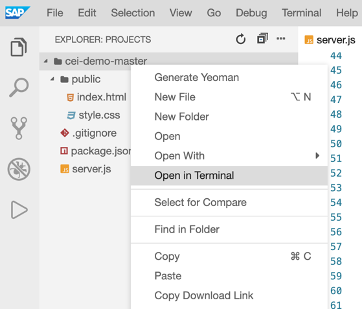 SAP File Edit Selection View Go Debug Terminal Help
EXPLORER: PROJECTS
server.js
cei-demo-master
public
index.html
style.css
.gitignore
package.json
server.js
Generate Yeoman
New File ⌥ N
New Folder
Open
Open With
Open in Terminal
Select for Compare
Find in Folder
Copy ⌘ C
Paste
Copy Download Link
44
45
46
47
48
49
50
51
52
53
54
55
56
57
58
59
60
61